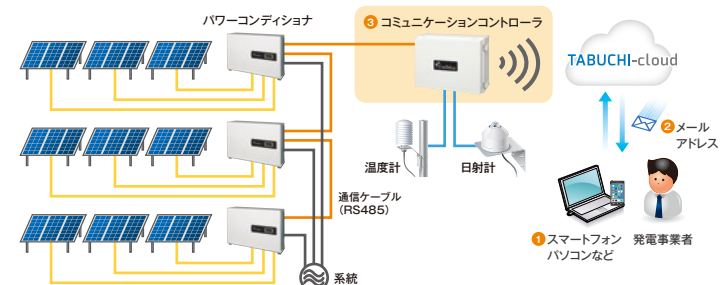 パワーコンディショナ
3 コミュニケーションコントローラ
TABUCHI-cloud
2 メール
アドレス
温度計
日射計
通信ケーブル
（RS485）
1 スマートフォン
パソコンなど
発電事業者
系統